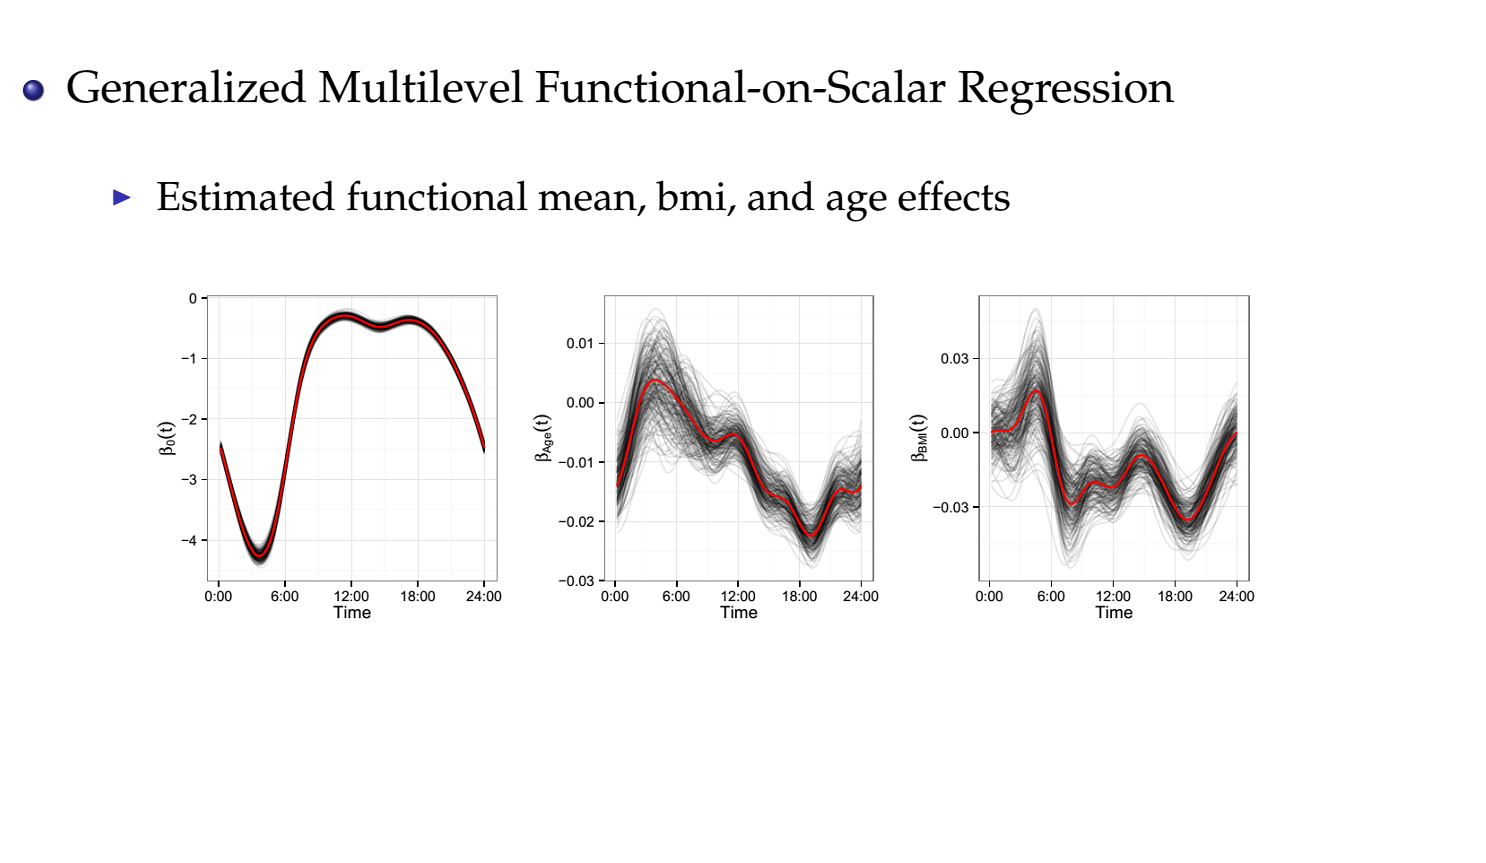 Generalized Multilevel Functional-on-Scalar Regression
Estimated functional mean, bmi, and age effects
0
−1
−2
−3
−4
β0(t)
0:00 6:00 12:00 18:00 24:00
Time
0.01
0.00
−0.01
−0.02
−0.03
βAge(t)
0:00 6:00 12:00 18:00 24:00
Time
0.03
0.00
−0.03
βBMI(t)
0:00 6:00 12:00 18:00 24:00
Time